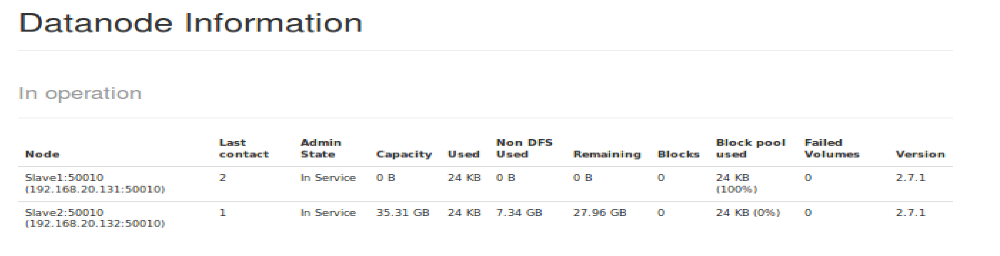 Datanode Information
In operation
Node Last contact Admin State Capacity Used Non DFS Used Remaining Blocks Block pool used Failed Volumes Version
Slave1:50010 2 In Service 0 B 24 KB 0 B 0 B 0 24 KB 0 2.7.1
(192.168.20.131:50010) (100%)
Slave2:50010 1 In Service 35.31 GB 24 KB 7.34 GB 27.96 GB 0 24 KB (0%) 0 2.7.1
(192.168.20.132:50010)